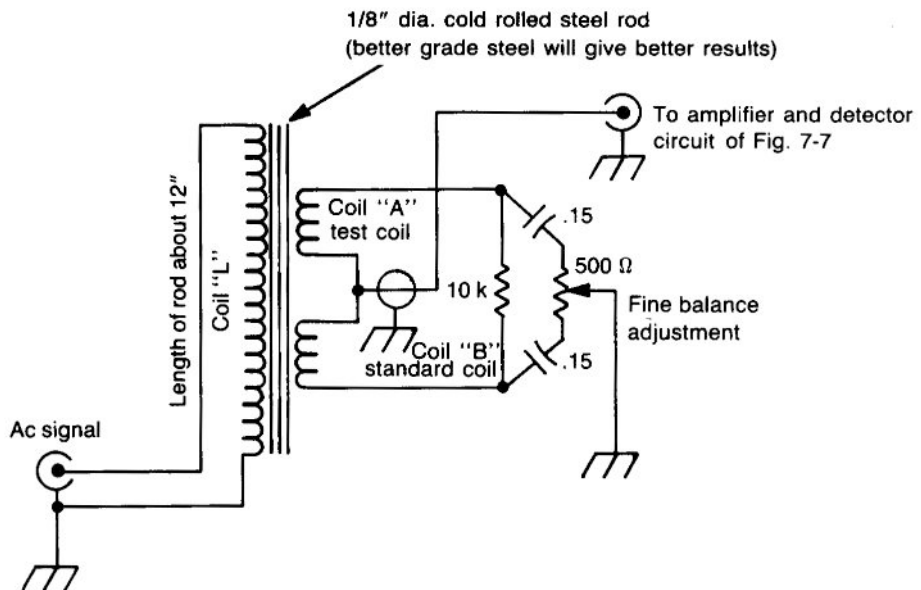 1/8" dia. cold rolled steel rod
(better grade steel will give better results)
To amplifier and detector
circuit of Fig. 7-7
Length of rod about 12"
Coil "L"
Coil "A"
test coil
.15
500 Ω
10 k
Fine balance
adjustment
Coil "B"
standard coil
.15
Ac signal